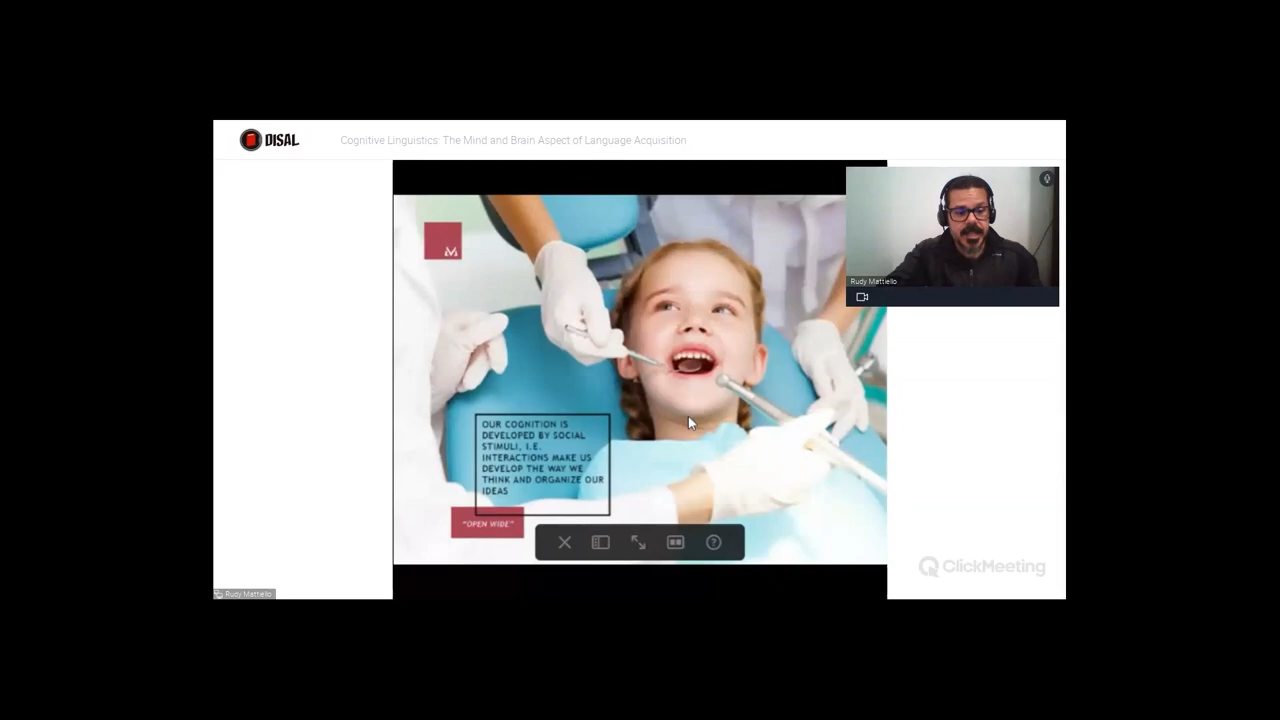 DISAL
Cognitive Linguistics: The Mind and Brain Aspect of Language Acquisition
M
Rudy Mattiello
OUR COGNITION IS
DEVELOPED BY SOCIAL
STIMULI, I.E.
INTERACTIONS MAKE US
DEVELOP THE WAY WE
THINK AND ORGANIZE OUR
IDEAS
"OPEN WIDE"
ClickMeeting
Rudy Mattiello